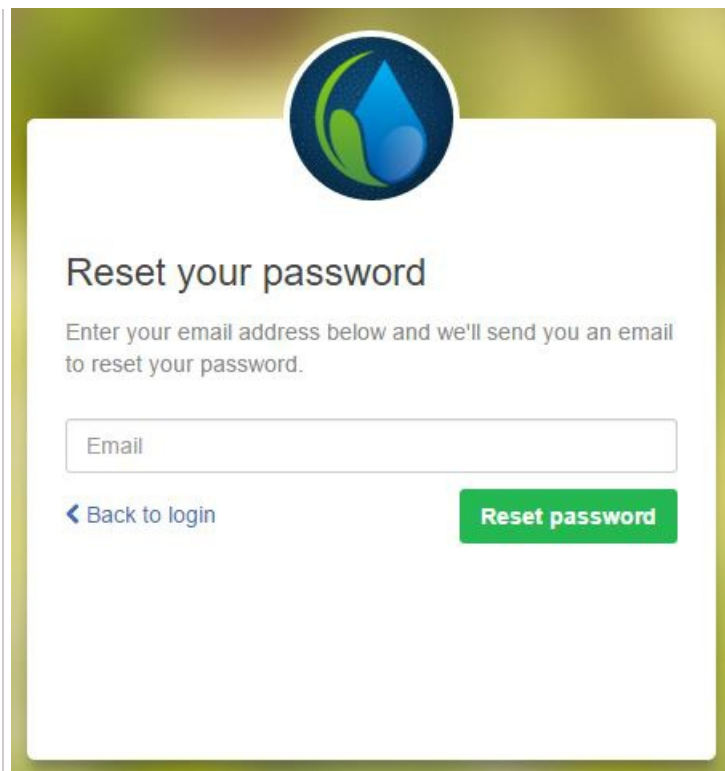 Reset your password
Enter your email address below and we'll send you an email
to reset your password.
Email
Back to login
Reset password